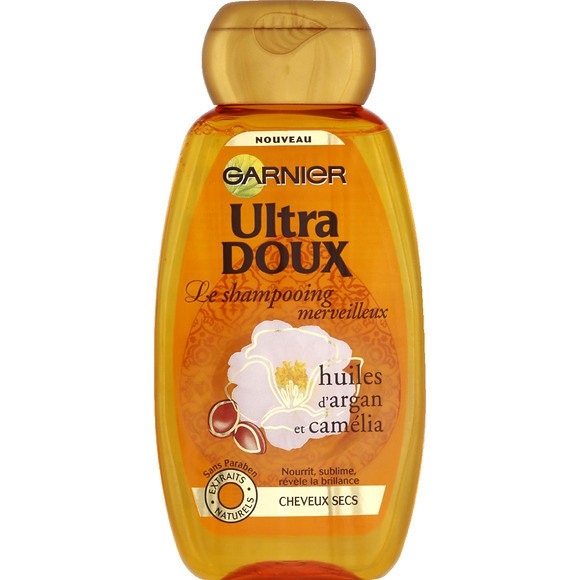 NOUVEAU
GARNIER
Ultra
DOUX
Le shampooing
merveilleux
huiles
d'argan
et camélia
Sans Paraben
EXTRAITS
NATURELS
Nourrit, sublime,
révèle la brillance
CHEVEUX SECS